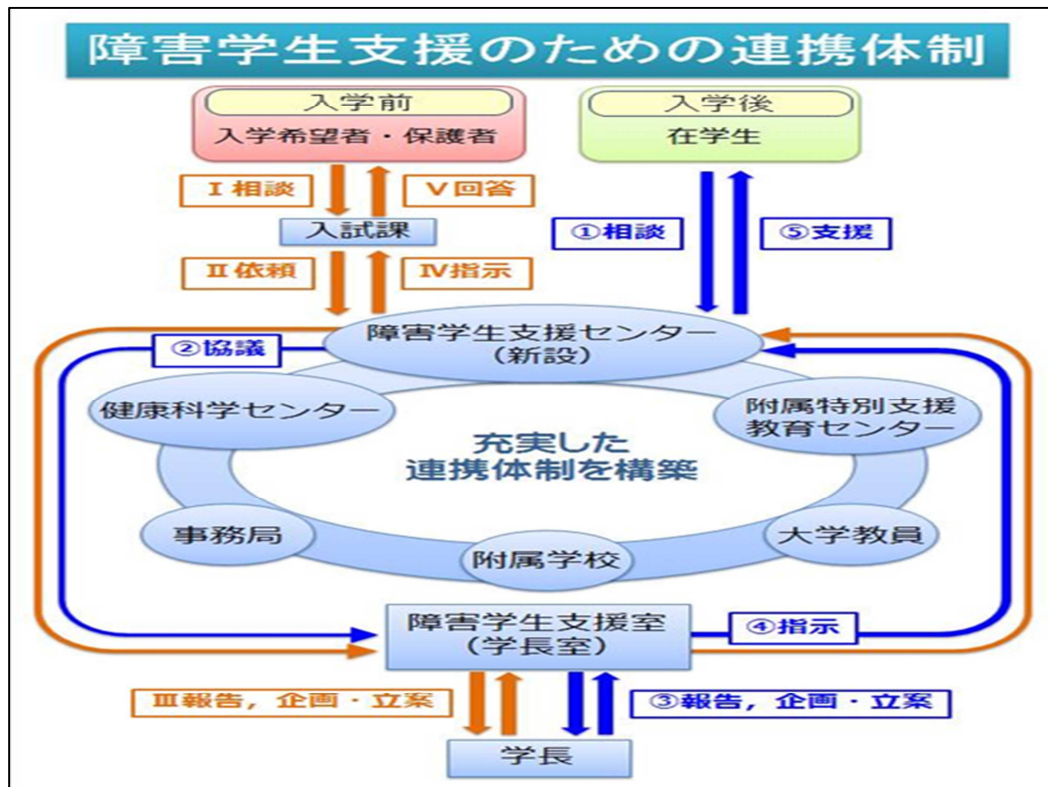 障害学生支援のための連携体制
入学前
入学希望者・保護者
入学後
在学生
Ⅰ相談
Ⅴ回答
入試課
①相談
⑤支援
Ⅱ依頼
Ⅳ指示
障害学生支援センター
(新設)
②協議
健康科学センター
附属特別支援
教育センター
充実した
連携体制を構築
事務局
附属学校
大学教員
障害学生支援室
(学長室)
④指示
Ⅲ報告，企画・立案
③報告，企画・立案
学長